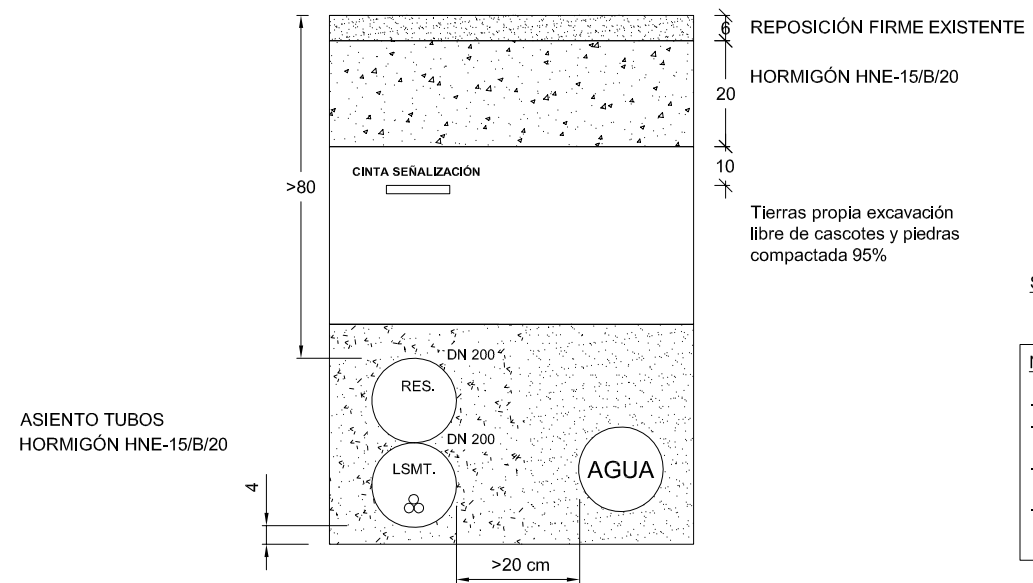 6
REPOSICIÓN FIRME EXISTENTE
HORMIGÓN HNE-15/B/20
20
10
CINTA SEÑALIZACIÓN
>80
Tierras propia excavación
libre de cascotes y piedras
compactada 95%
DN 200
RES.
ASIENTO TUBOS
HORMIGÓN HNE-15/B/20
DN 200
LSMT.
AGUA
4
>20 cm